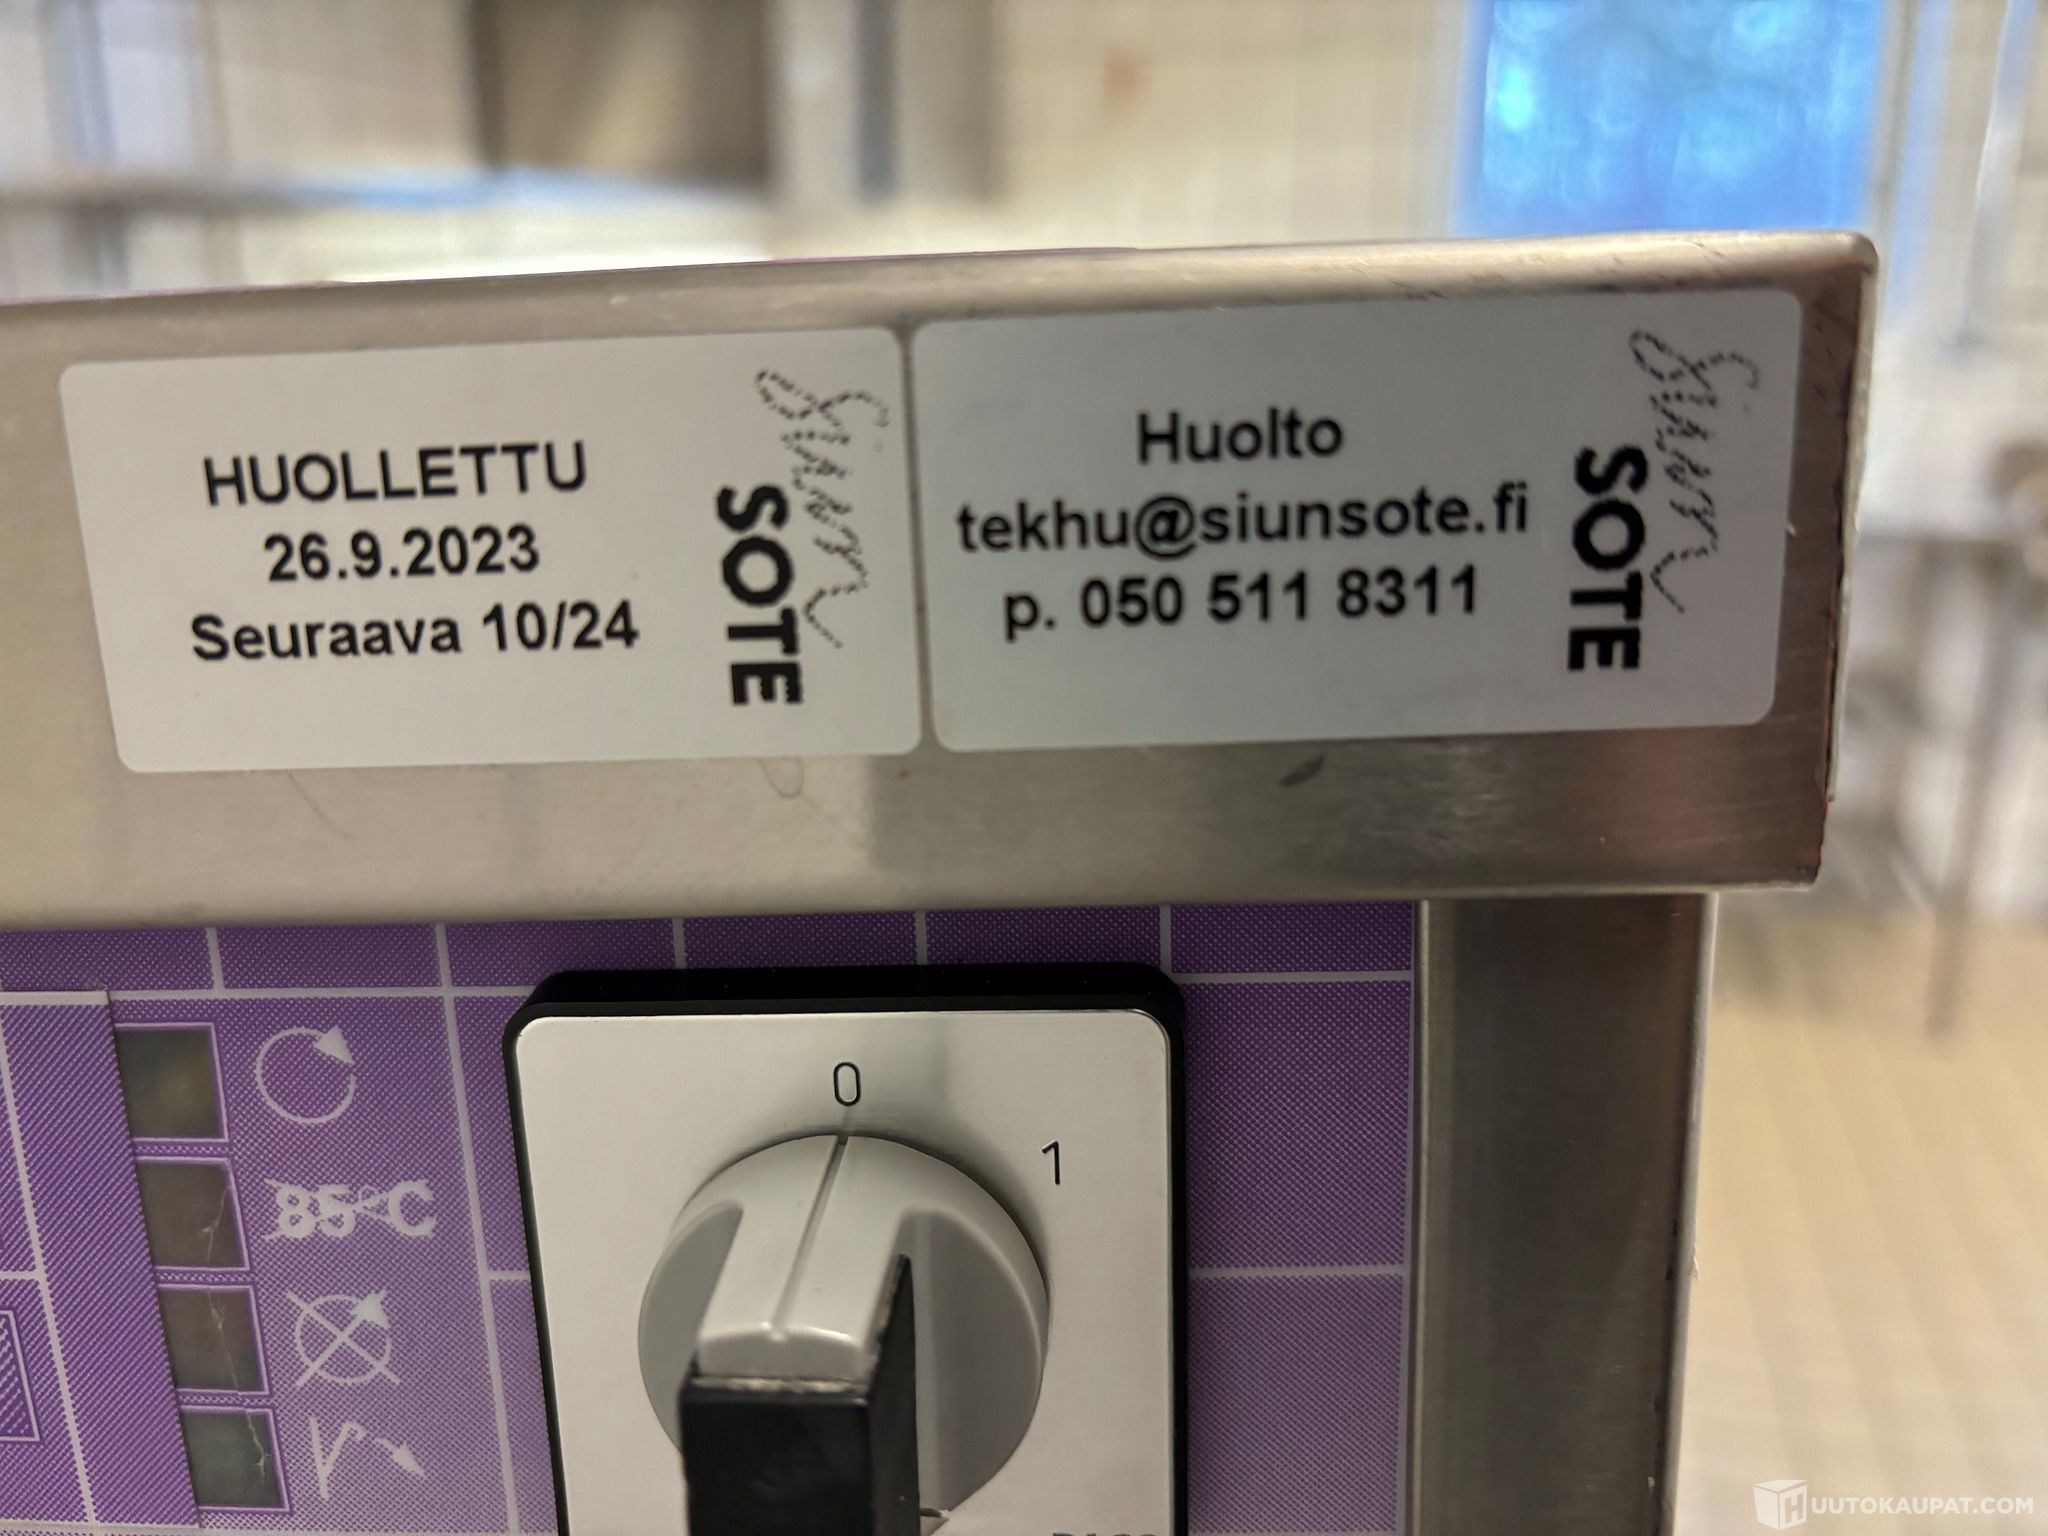 HUOLLETTU
26.9.2023
Seuraava 10/24
Siun
SOTE
Huolto
tekhu@siunsote.fi
p. 050 511 8311
Siun
SOTE
0
1
85°C
HUUTOKAUPAT.COM